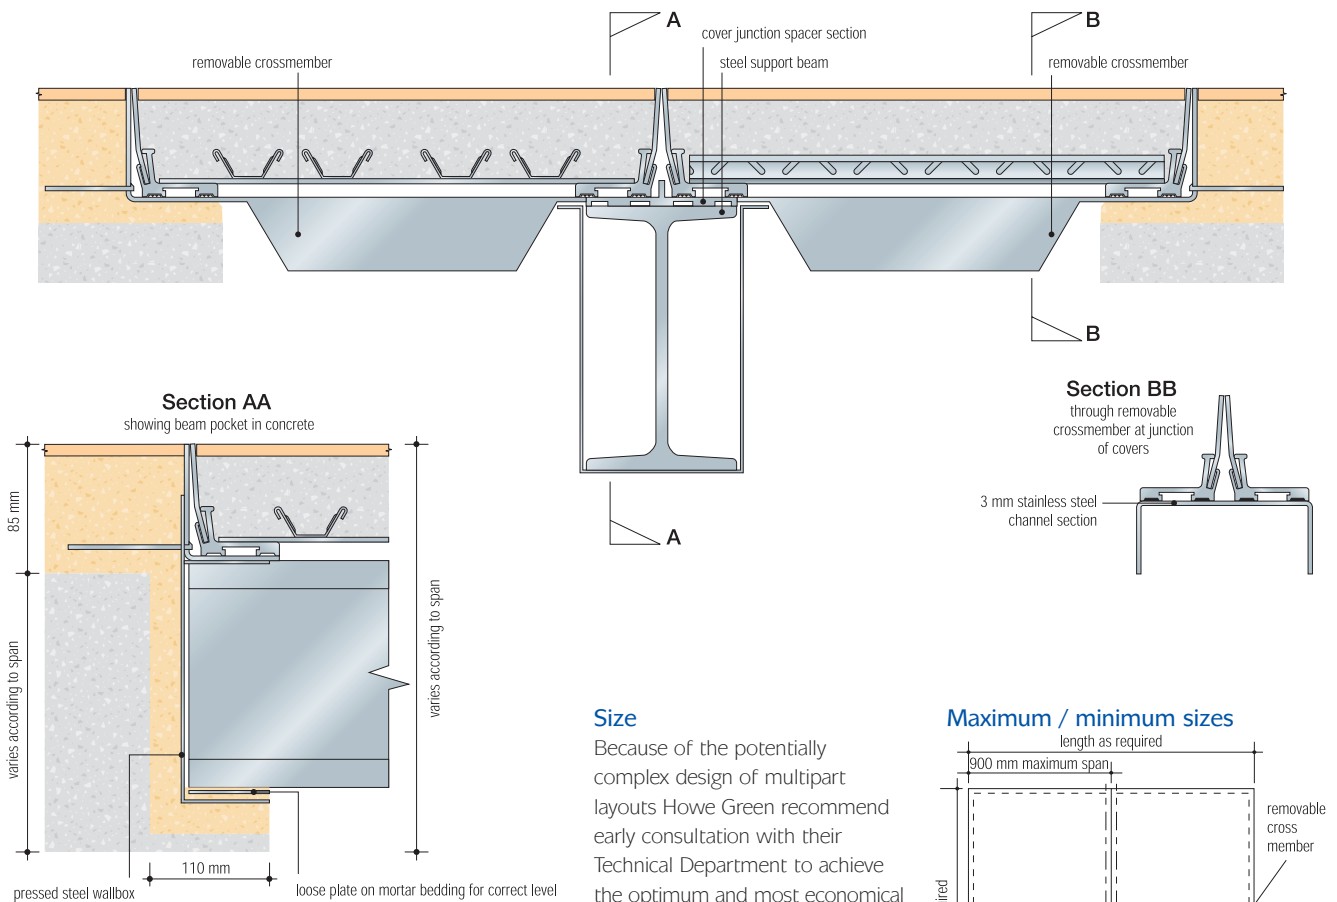 A
B
cover junction spacer section
removable crossmember
steel support beam
removable crossmember
B
A
Section AA
showing beam pocket in concrete
85 mm
varies according to span
varies according to span
110 mm
pressed steel wallbox
loose plate on mortar bedding for correct level
Section BB
through removable
crossmember at junction
of covers
3 mm stainless steel
channel section
Size
Because of the potentially
complex design of multipart
layouts Howe Green recommend
early consultation with their
Technical Department to achieve
the optimum and most economical
Maximum / minimum sizes
length as required
900 mm maximum span
removable
cross
member